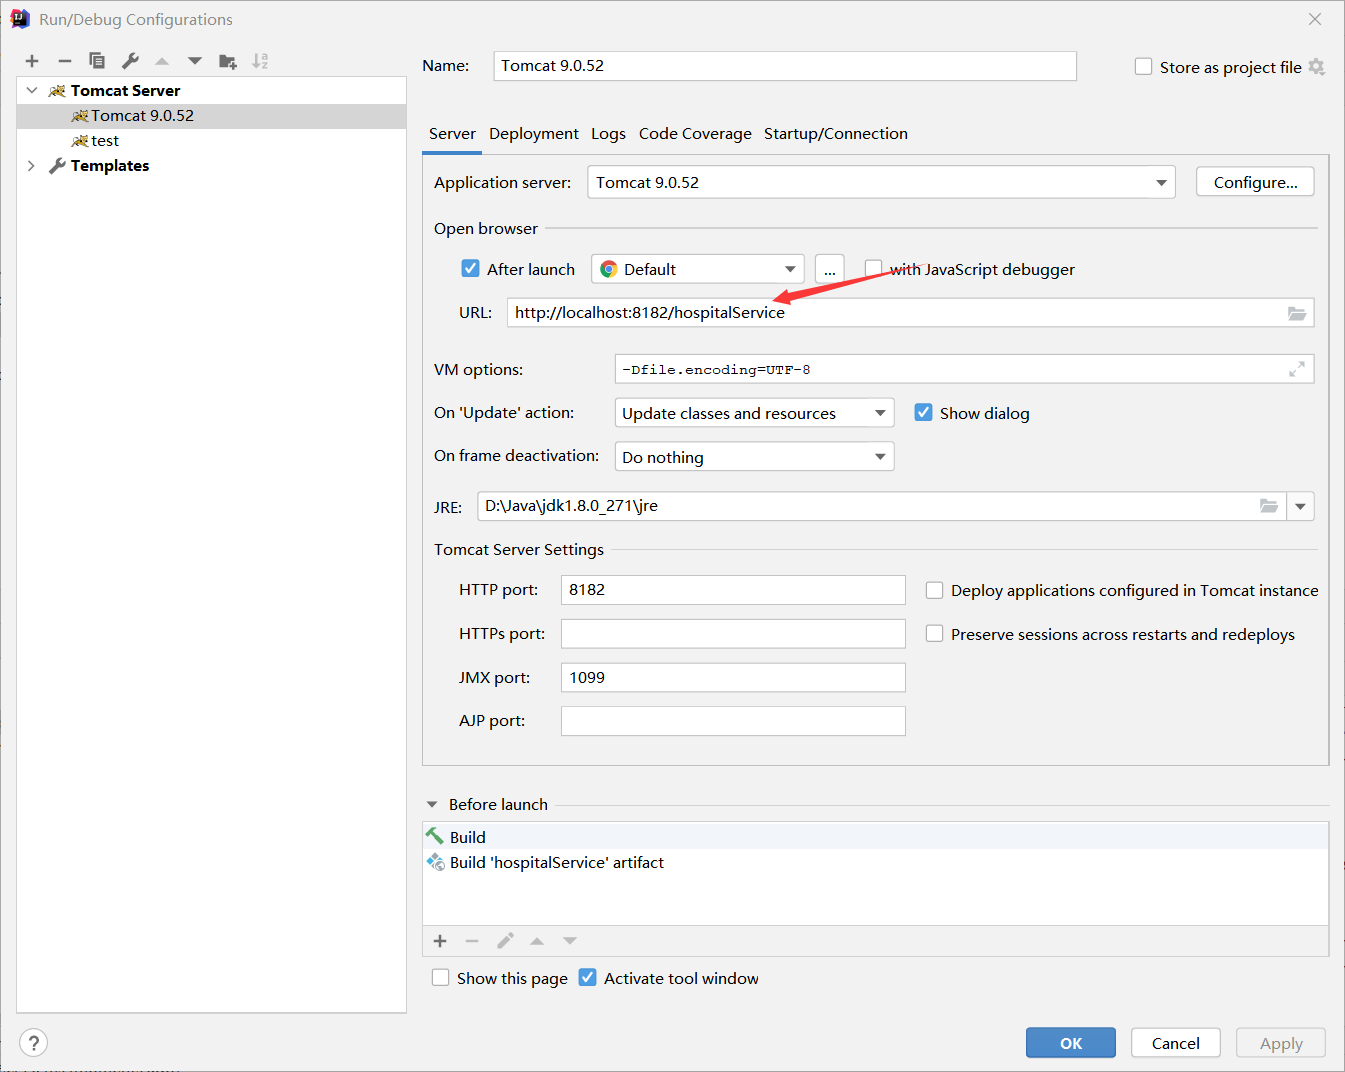 Run/Debug Configurations
Tomcat Server
Tomcat 9.0.52
test
Templates
Name: Tomcat 9.0.52
Store as project file
Server Deployment Logs Code Coverage Startup/Connection
Application server: Tomcat 9.0.52 Configure...
Open browser
After launch Default ... with JavaScript debugger
URL: http://localhost:8182/hospitalService
VM options: -Dfile.encoding=UTF-8
On 'Update' action: Update classes and resources Show dialog
On frame deactivation: Do nothing
JRE: D:\Java\jdk1.8.0_271\jre
Tomcat Server Settings
HTTP port: 8182 Deploy applications configured in Tomcat instance
HTTPs port: Preserve sessions across restarts and redeploys
JMX port: 1099
AJP port:
Before launch
Build
Build 'hospitalService' artifact
Show this page Activate tool window
? OK Cancel Apply